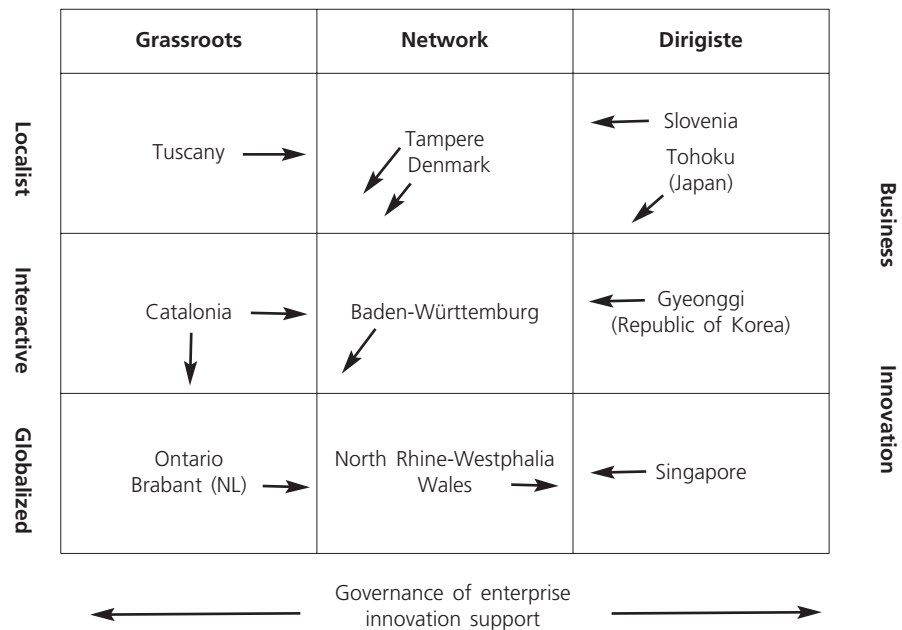 Grassroots
Network
Dirigiste
Localist
Tuscany
Tampere
Denmark
Slovenia
Tohoku
(Japan)
Business
Interactive
Catalonia
Baden-Württemburg
Gyeonggi
(Republic of Korea)
Innovation
Globalized
Ontario
Brabant (NL)
North Rhine-Westphalia
Wales
Singapore
Governance of enterprise
innovation support